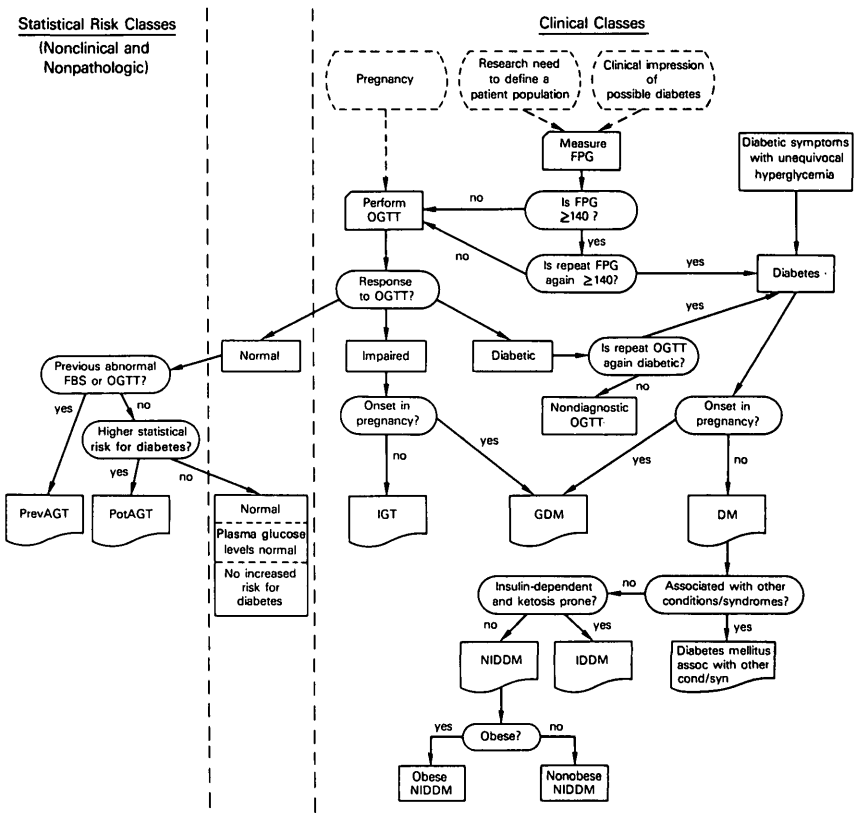 Statistical Risk Classes
(Nonclinical and
Nonpathologic)
Clinical Classes
Pregnancy
Research need
to define a
patient population
Clinical impression
of
possible diabetes
Measure
FPG
Diabetic symptoms
with unequivocal
hyperglycemia
Perform
OGTT
no
Is FPG
≥140 ?
yes
no
Is repeat FPG
again ≥140?
yes
Diabetes
Response
to OGTT?
yes
Normal
Impaired
Diabetic
Is repeat OGTT
again diabetic?
no
Nondiagnostic
OGTT
Previous abnormal
FBS or OGTT?
yes
no
Onset in
pregnancy?
Onset in
pregnancy?
Higher statistical
risk for diabetes?
yes
no
yes
no
yes
no
PrevAGT
PotAGT
Normal
Plasma glucose
levels normal
No increased
risk for
diabetes
IGT
GDM
DM
Insulin-dependent
and ketosis prone?
no
Associated with other
conditions/syndromes?
no
yes
yes
NIDDM
IDDM
Diabetes mellitus
assoc with other
cond/syn
yes
Obese?
no
Obese
NIDDM
Nonobese
NIDDM